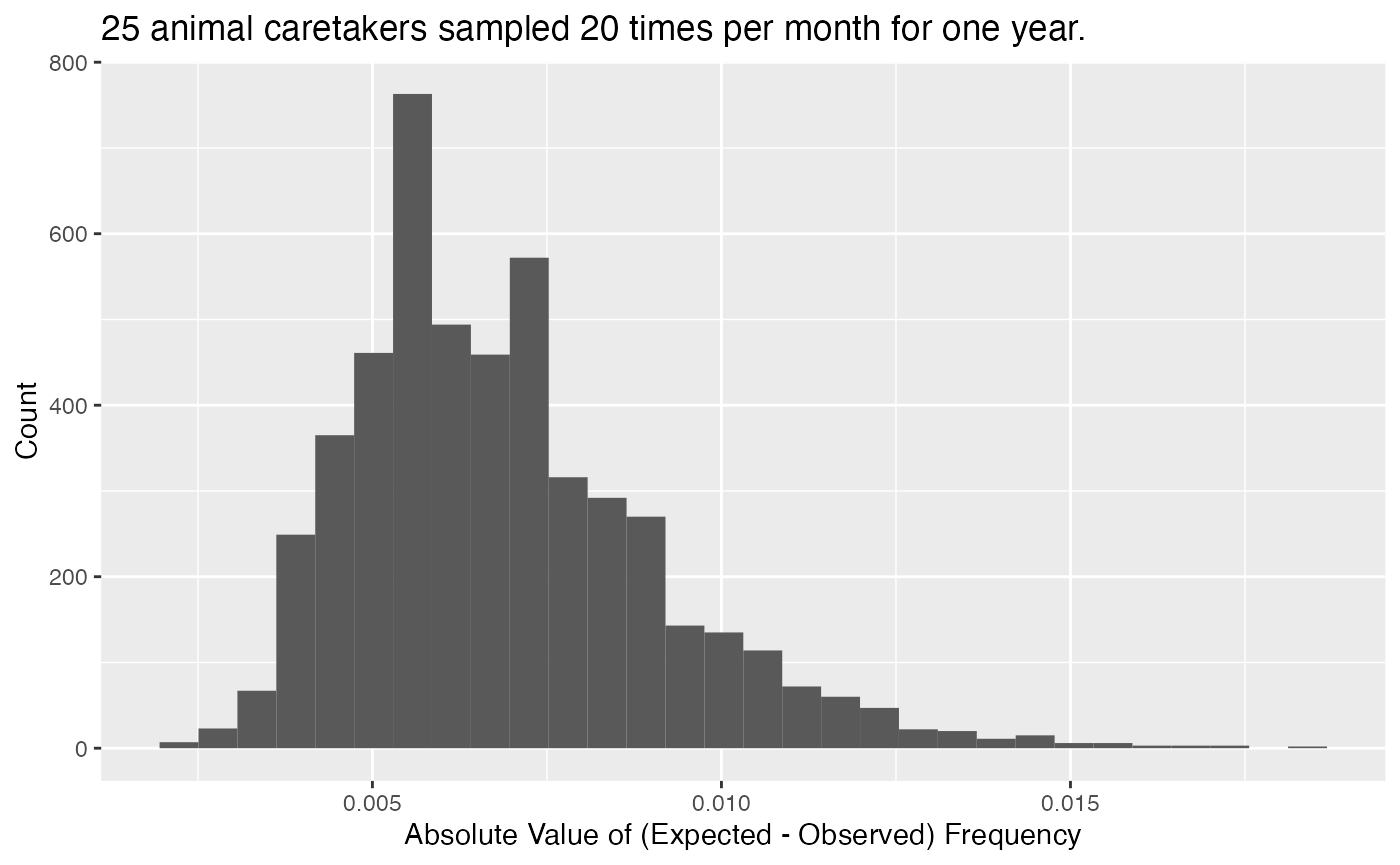 25 animal caretakers sampled 20 times per month for one year.
800
600
400
200
0
Count
0.005 0.010 0.015
Absolute Value of (Expected - Observed) Frequency